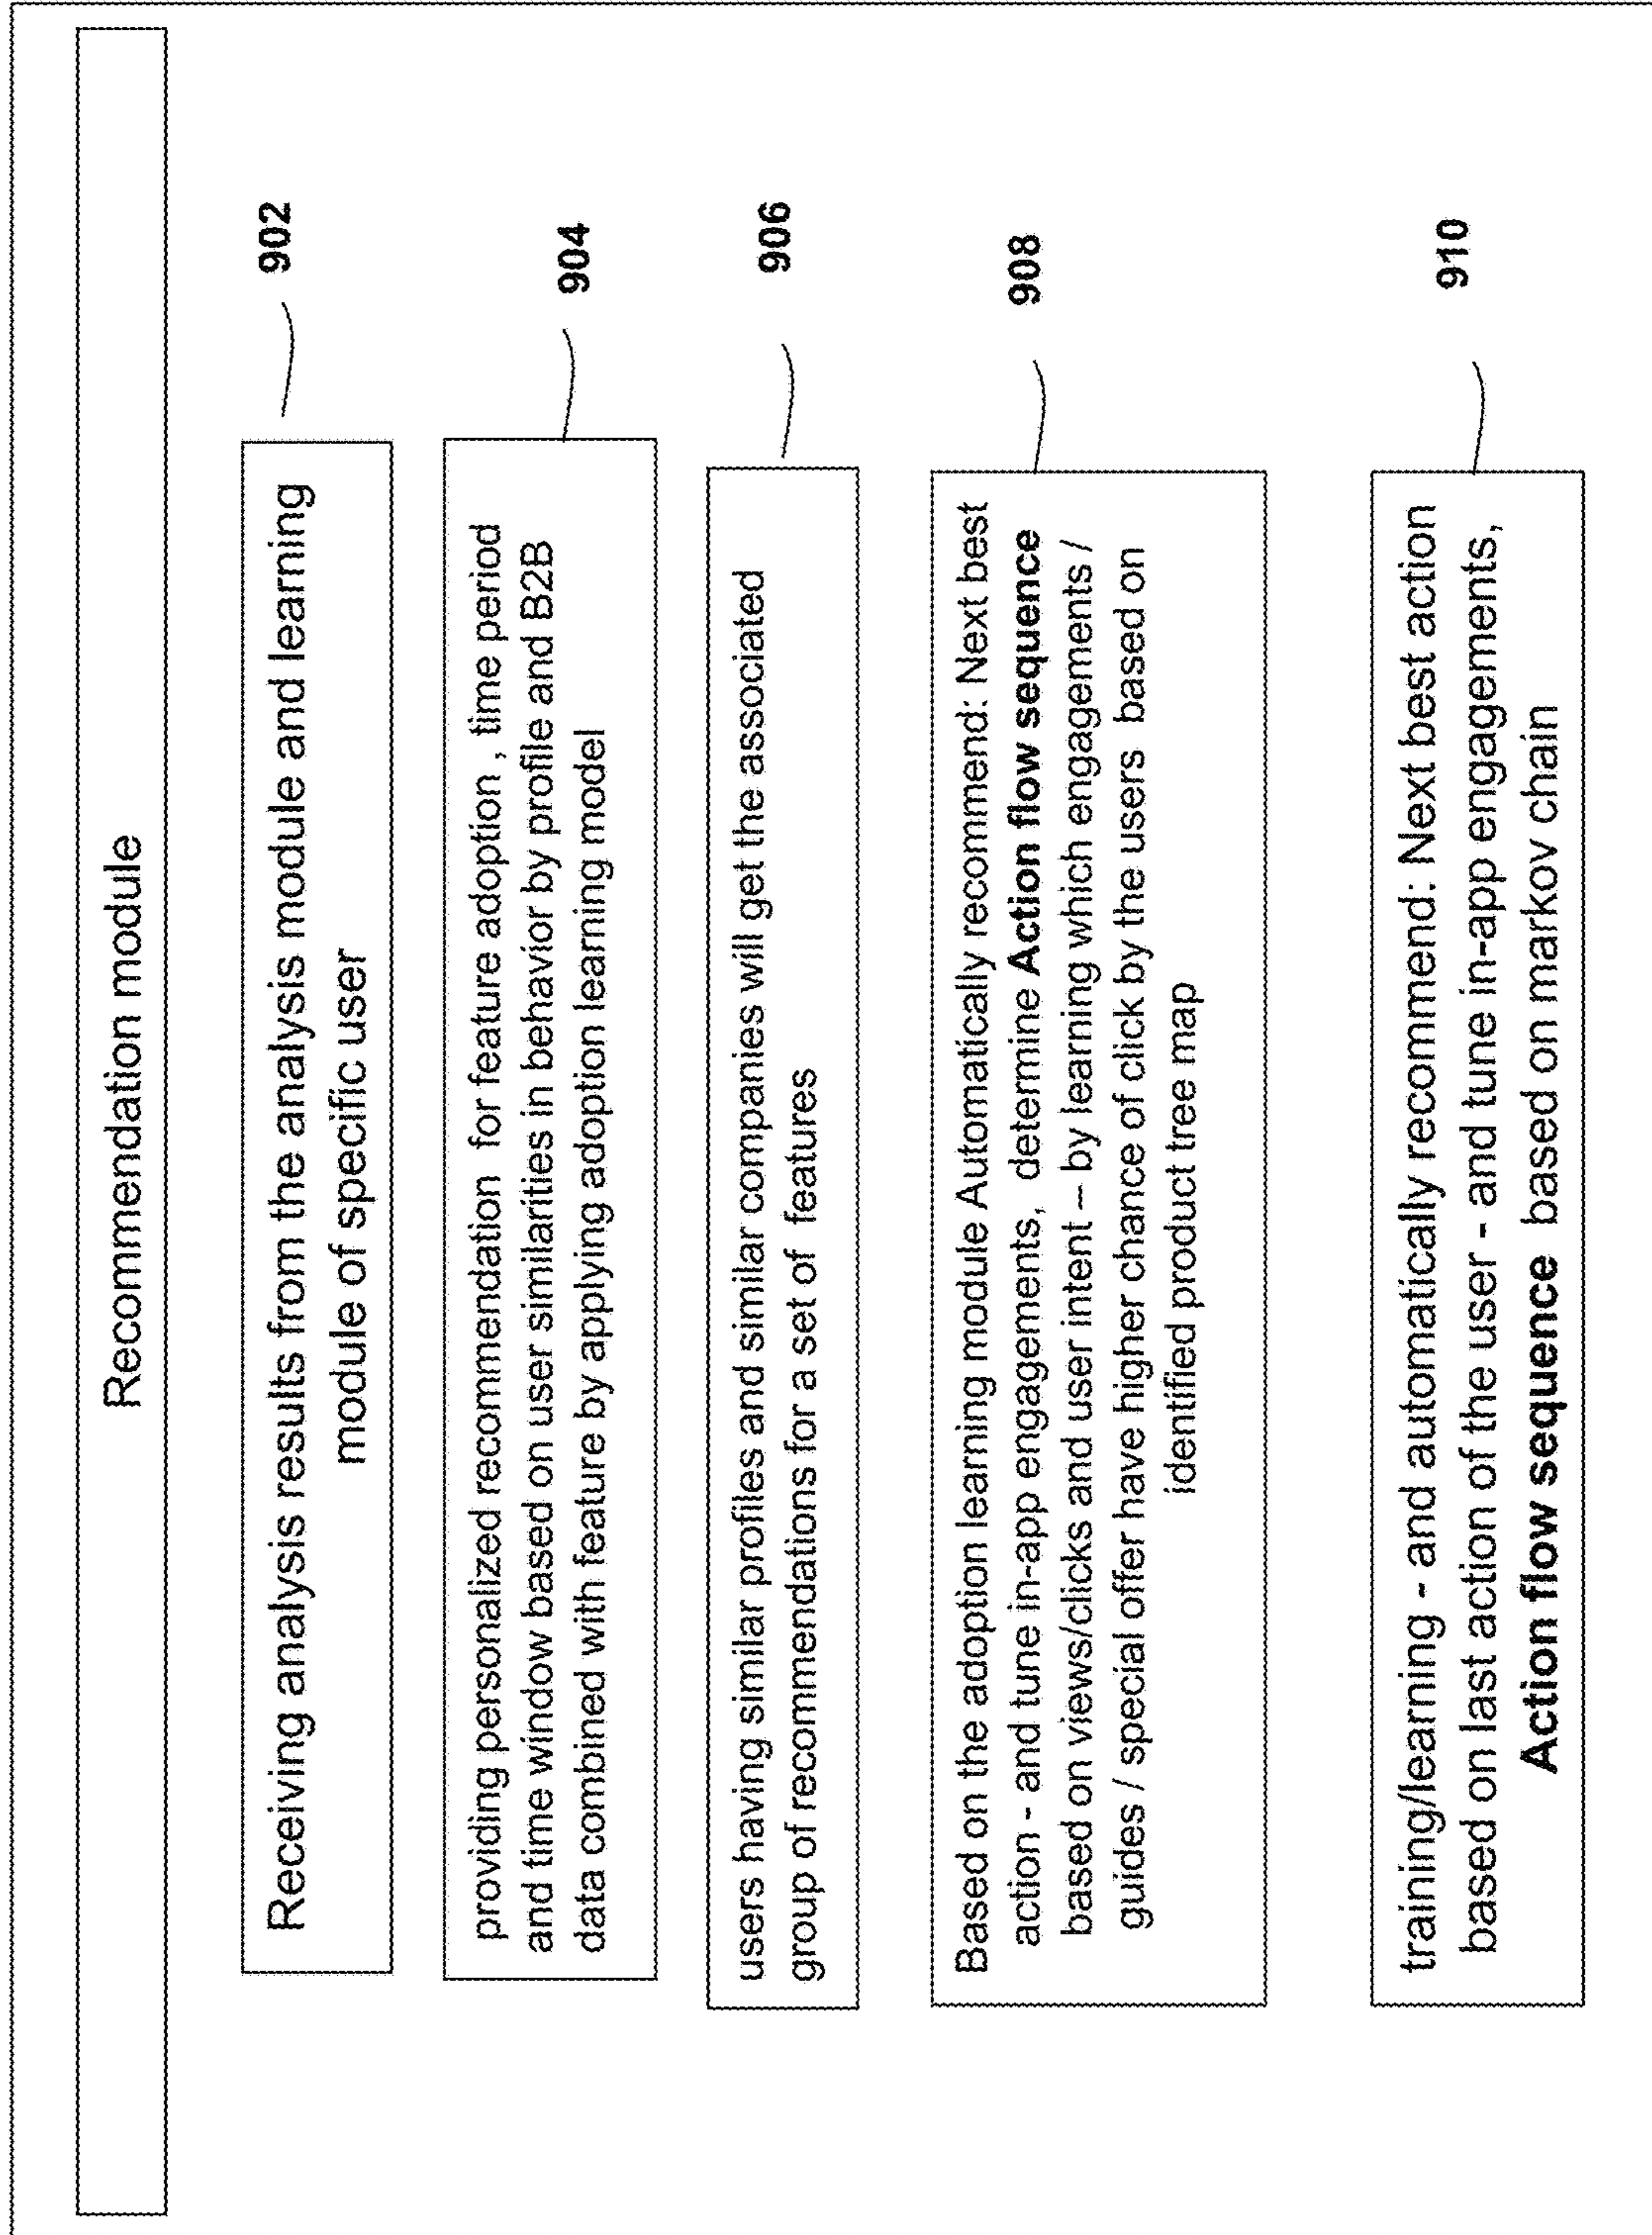 Recommendation module
Receiving analysis results from the analysis module and learning
module of specific user
902
providing personalized recommendation for feature adoption , time period
and time window based on user similarities in behavior by profile and B2B
data combined with feature by applying adoption learning model
904
users having similar profiles and similar companies will get the associated
group of recommendations for a set of features
906
Based on the adoption learning module Automatically recommend: Next best
action - and tune in-app engagements, determine Action flow sequence
based on views/clicks and user intent – by learning which engagements /
guides / special offer have higher chance of click by the users based on
identified product tree map
908
training/learning - and automatically recommend: Next best action
based on last action of the user - and tune in-app engagements,
Action flow sequence based on markov chain
910